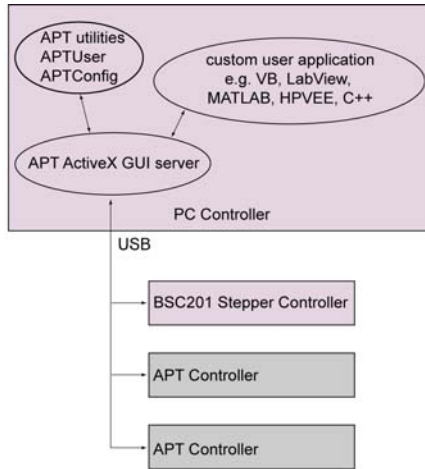 APT utilities
APTUser
APTConfig
custom user application
e.g. VB, LabView,
MATLAB, HPVEE, C++
APT ActiveX GUI server
PC Controller
USB
BSC201 Stepper Controller
APT Controller
APT Controller